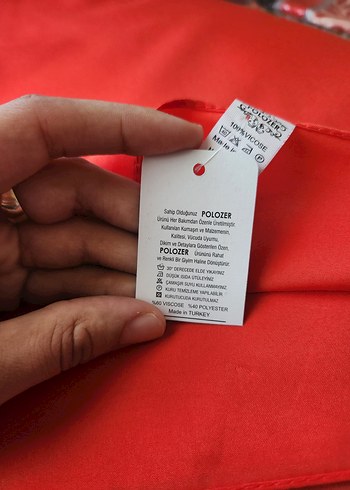 POLOZER
100% VISCOSE
Made in
Sahip Olduğunuz POLOZER
Ürünü Her Bakımdan Özenle Üretilmiştir.
Kullanılan Kumaşın ve Malzemenin,
Kalitesi, Vücuda Uyumu,
Dikim ve Detaylara Gösterilen Özen,
POLOZER Ürününü Rahat
ve Renkli Bir Giyim Haline Dönüştürür.
30° DERECEDE ELDE YIKAYINIZ
DÜŞÜK ISIDA ÜTÜLEYİNİZ
ÇAMAŞIR SUYU KULLANMAYINIZ
KURU TEMİZLEME YAPILABİLİR
KURUTUCUDA KURUTULMAZ
%60 VISCOSE %40 POLYESTER
Made in TURKEY